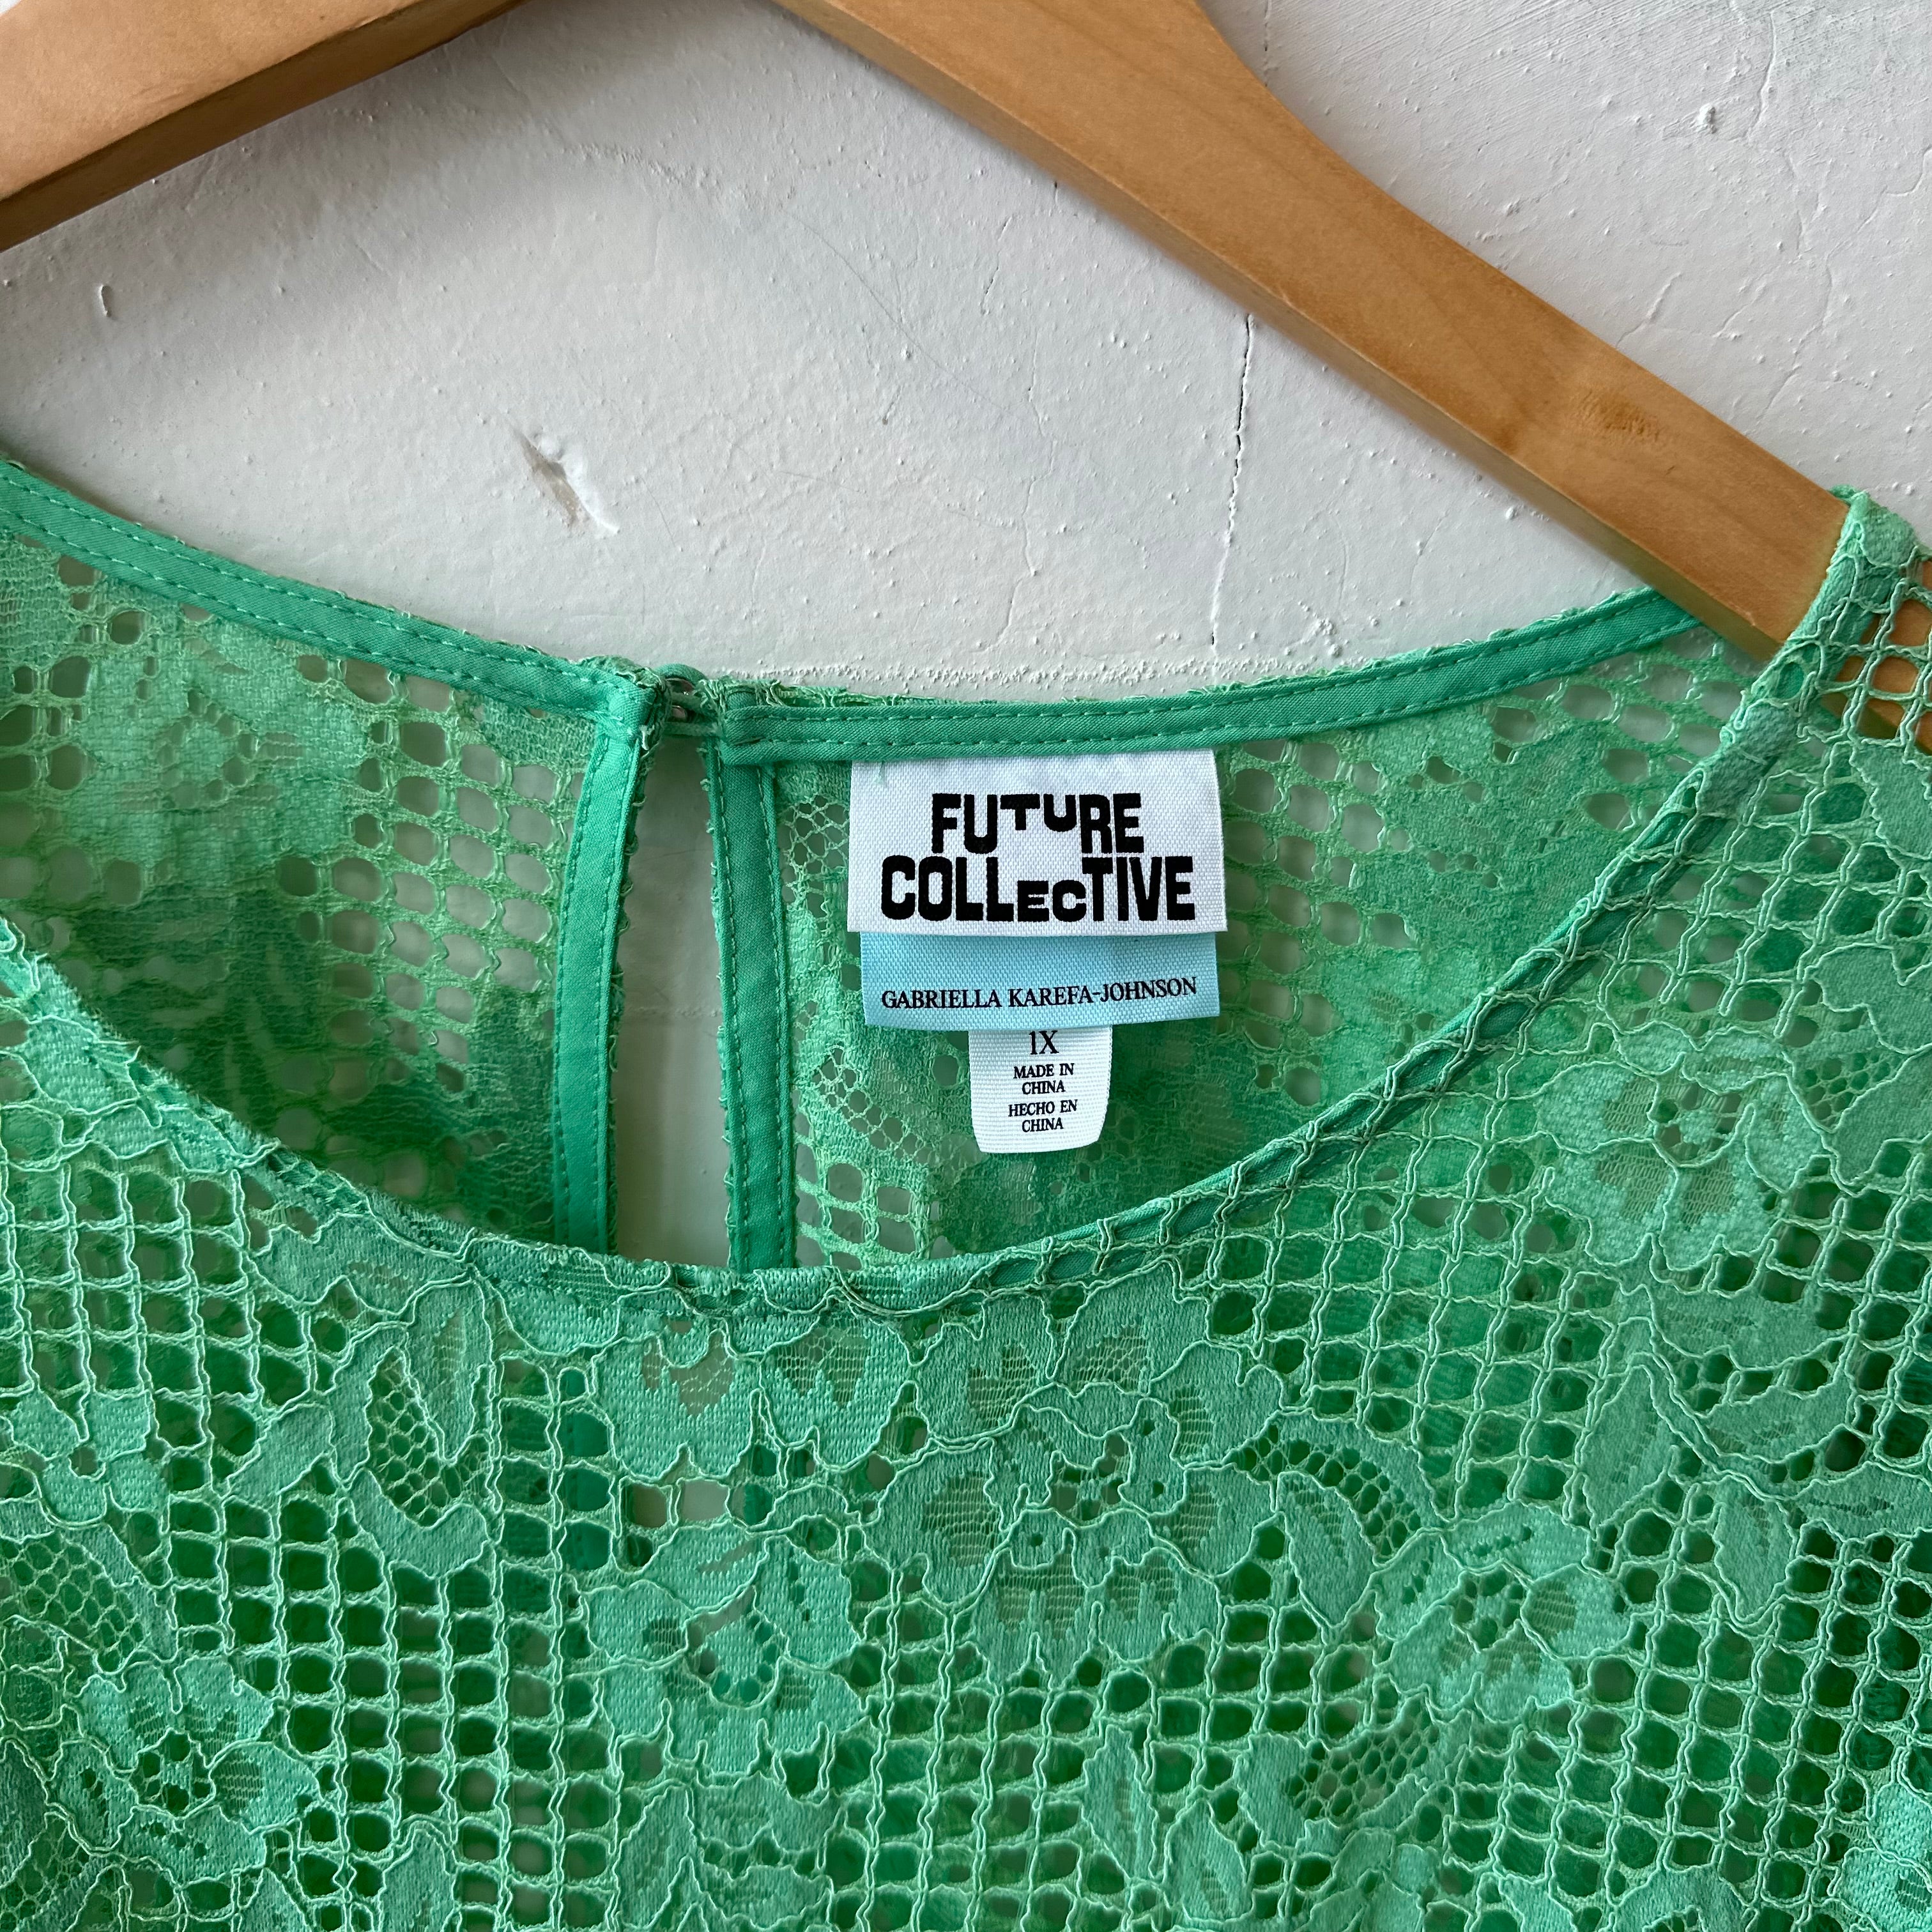 FUTURE
COLLECTIVE
GABRIELLA KAREFA-JOHNSON
1X
MADE IN
CHINA
HECHO EN
CHINA